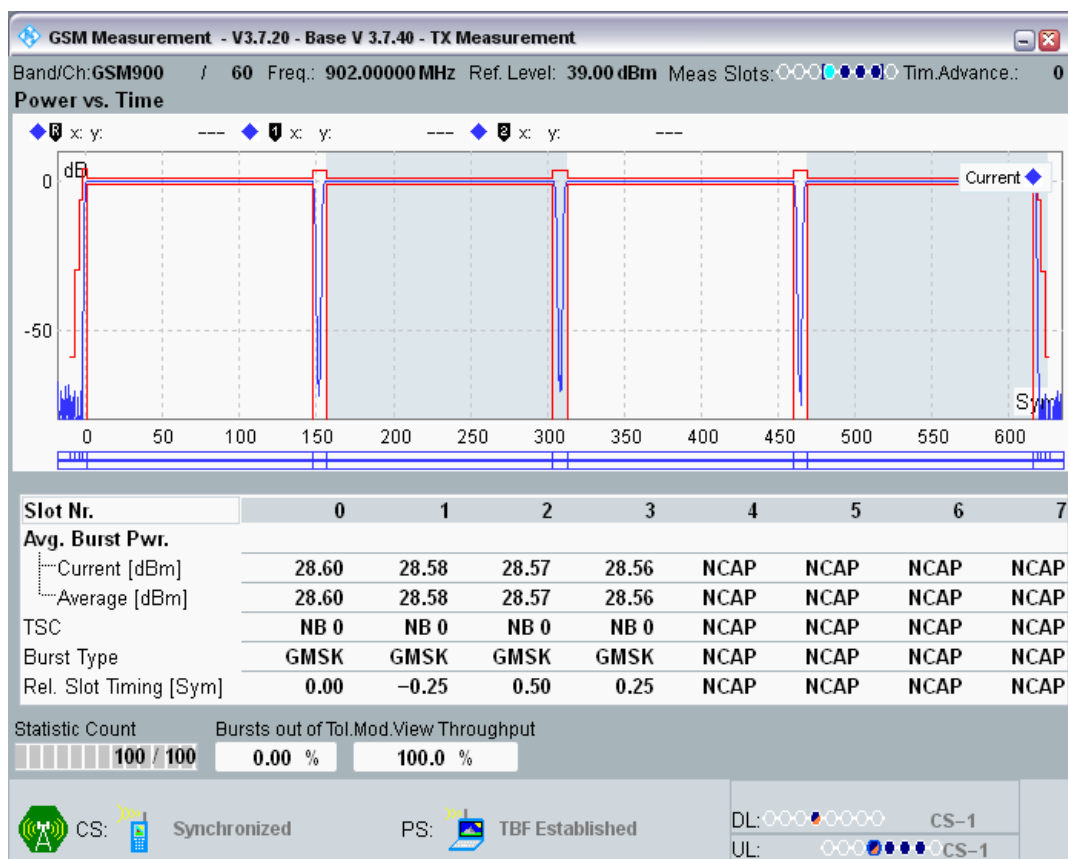 GSM Measurement - V3.7.20 - Base V 3.7.40 - TX Measurement
Band/Ch:GSM900 / 60 Freq.: 902.00000 MHz Ref. Level: 39.00 dBm Meas Slots: Tim.Advance.: 0
Power vs. Time
R x: y: --- 1 x: y: --- 2 x: y: ---
dB
Current
0
-50
Sym
0 50 100 150 200 250 300 350 400 450 500 550 600
Slot Nr. 0 1 2 3 4 5 6 7
Avg. Burst Pwr.
Current [dBm] 28.60 28.58 28.57 28.56 NCAP NCAP NCAP NCAP
Average [dBm] 28.60 28.58 28.57 28.56 NCAP NCAP NCAP NCAP
TSC NB 0 NB 0 NB 0 NB 0 NCAP NCAP NCAP NCAP
Burst Type GMSK GMSK GMSK GMSK NCAP NCAP NCAP NCAP
Rel. Slot Timing [Sym] 0.00 −0.25 0.50 0.25 NCAP NCAP NCAP NCAP
Statistic Count Bursts out of Tol.Mod.View Throughput
100 / 100 0.00 % 100.0 %
CS: Synchronized PS: TBF Established
DL: CS−1
UL: CS−1